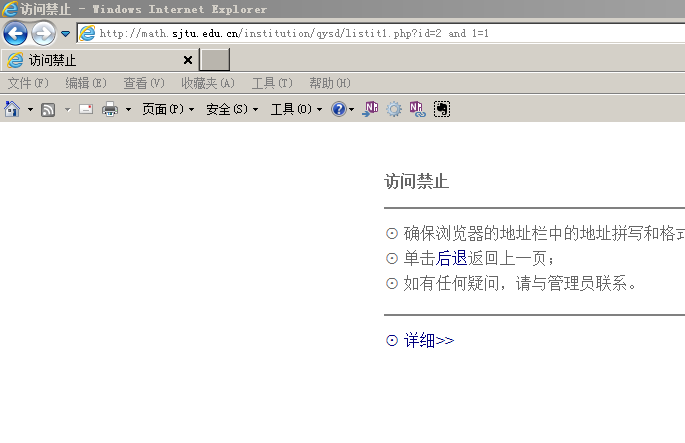 访问禁止 - Windows Internet Explorer
http://math.sjtu.edu.cn/institution/qysd/listit1.php?id=2 and 1=1
访问禁止
文件(F) 编辑(E) 查看(V) 收藏夹(A) 工具(T) 帮助(H)
页面(P) 安全(S) 工具(O)
访问禁止
确保浏览器的地址栏中的地址拼写和格式
单击后退返回上一页;
如有任何疑问，请与管理员联系。
详细>>